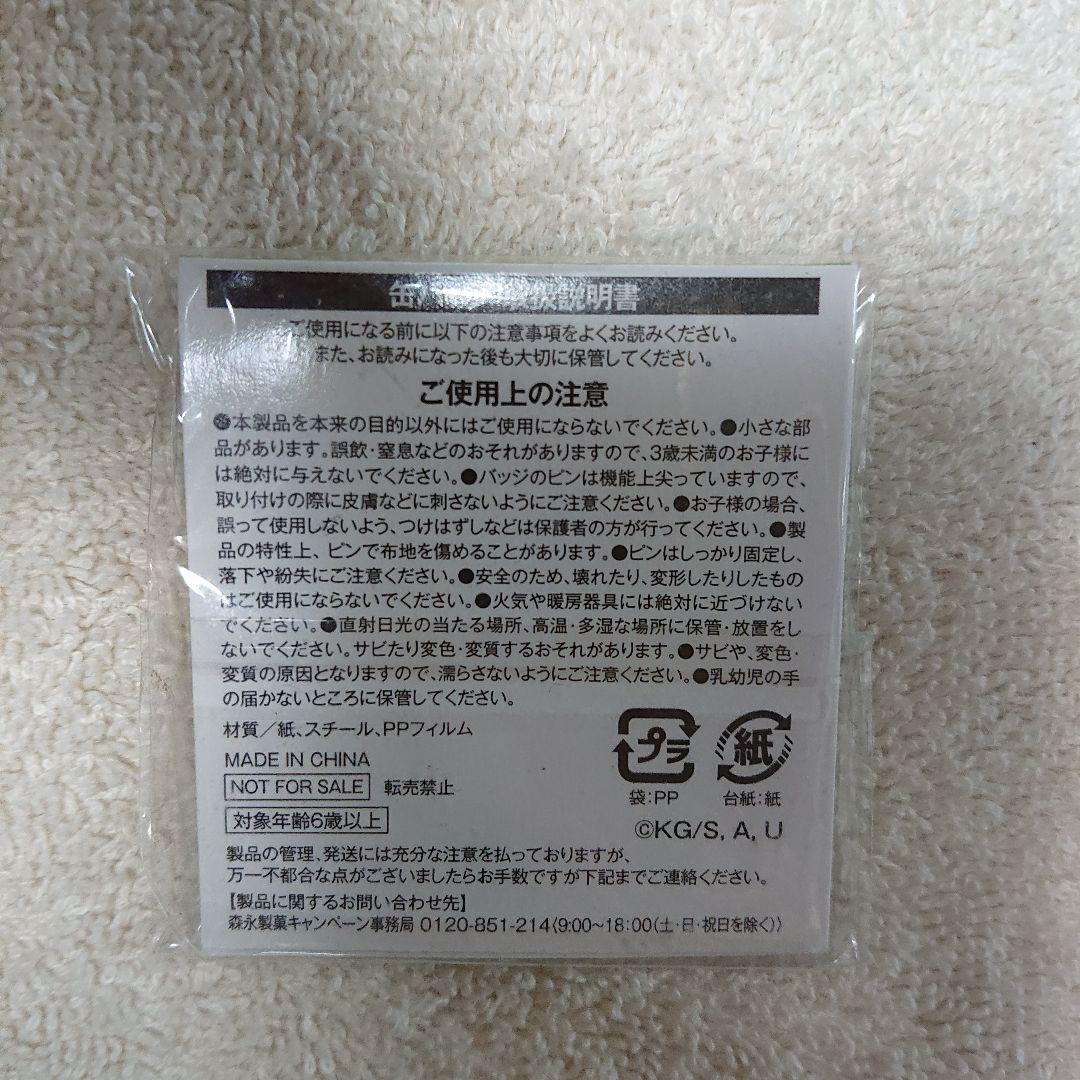 缶 扱説明書
ご使用になる前に以下の注意事項をよくお読みください。
また、お読みになった後も大切に保管してください。
ご使用上の注意
●本製品を本来の目的以外にはご使用にならないでください。●小さな部
品があります。誤飲・窒息などのおそれがありますので、3歳未満のお子様に
は絶対に与えないでください。●バッジのピンは機能上尖っていますので、
取り付けの際に皮膚などに刺さないようにご注意ください。●お子様の場合、
誤って使用しないよう、つけはずしなどは保護者の方が行ってください。●製
品の特性上、ピンで布地を傷めることがあります。●ピンはしっかり固定し、
落下や紛失にご注意ください。●安全のため、壊れたり、変形したりしたもの
はご使用にならないでください。●火気や暖房器具には絶対に近づけない
でください。●直射日光の当たる場所、高温・多湿な場所に保管・放置をし
ないでください。サビたり変色・変質するおそれがあります。●サビや、変色・
変質の原因となりますので、濡らさないようにご注意ください。●乳幼児の手
の届かないところに保管してください。
材質／紙、スチール、PPフィルム
MADE IN CHINA
NOT FOR SALE 転売禁止
対象年齢6歳以上
プラ
袋:PP
紙
台紙:紙
©KG/S, A, U
製品の管理、発送には充分な注意を払っておりますが、
万一不都合な点がございましたらお手数ですが下記までご連絡ください。
【製品に関するお問い合わせ先】
森永製菓キャンペーン事務局 0120-851-214〈9:00~18:00(土・日・祝日を除く)〉